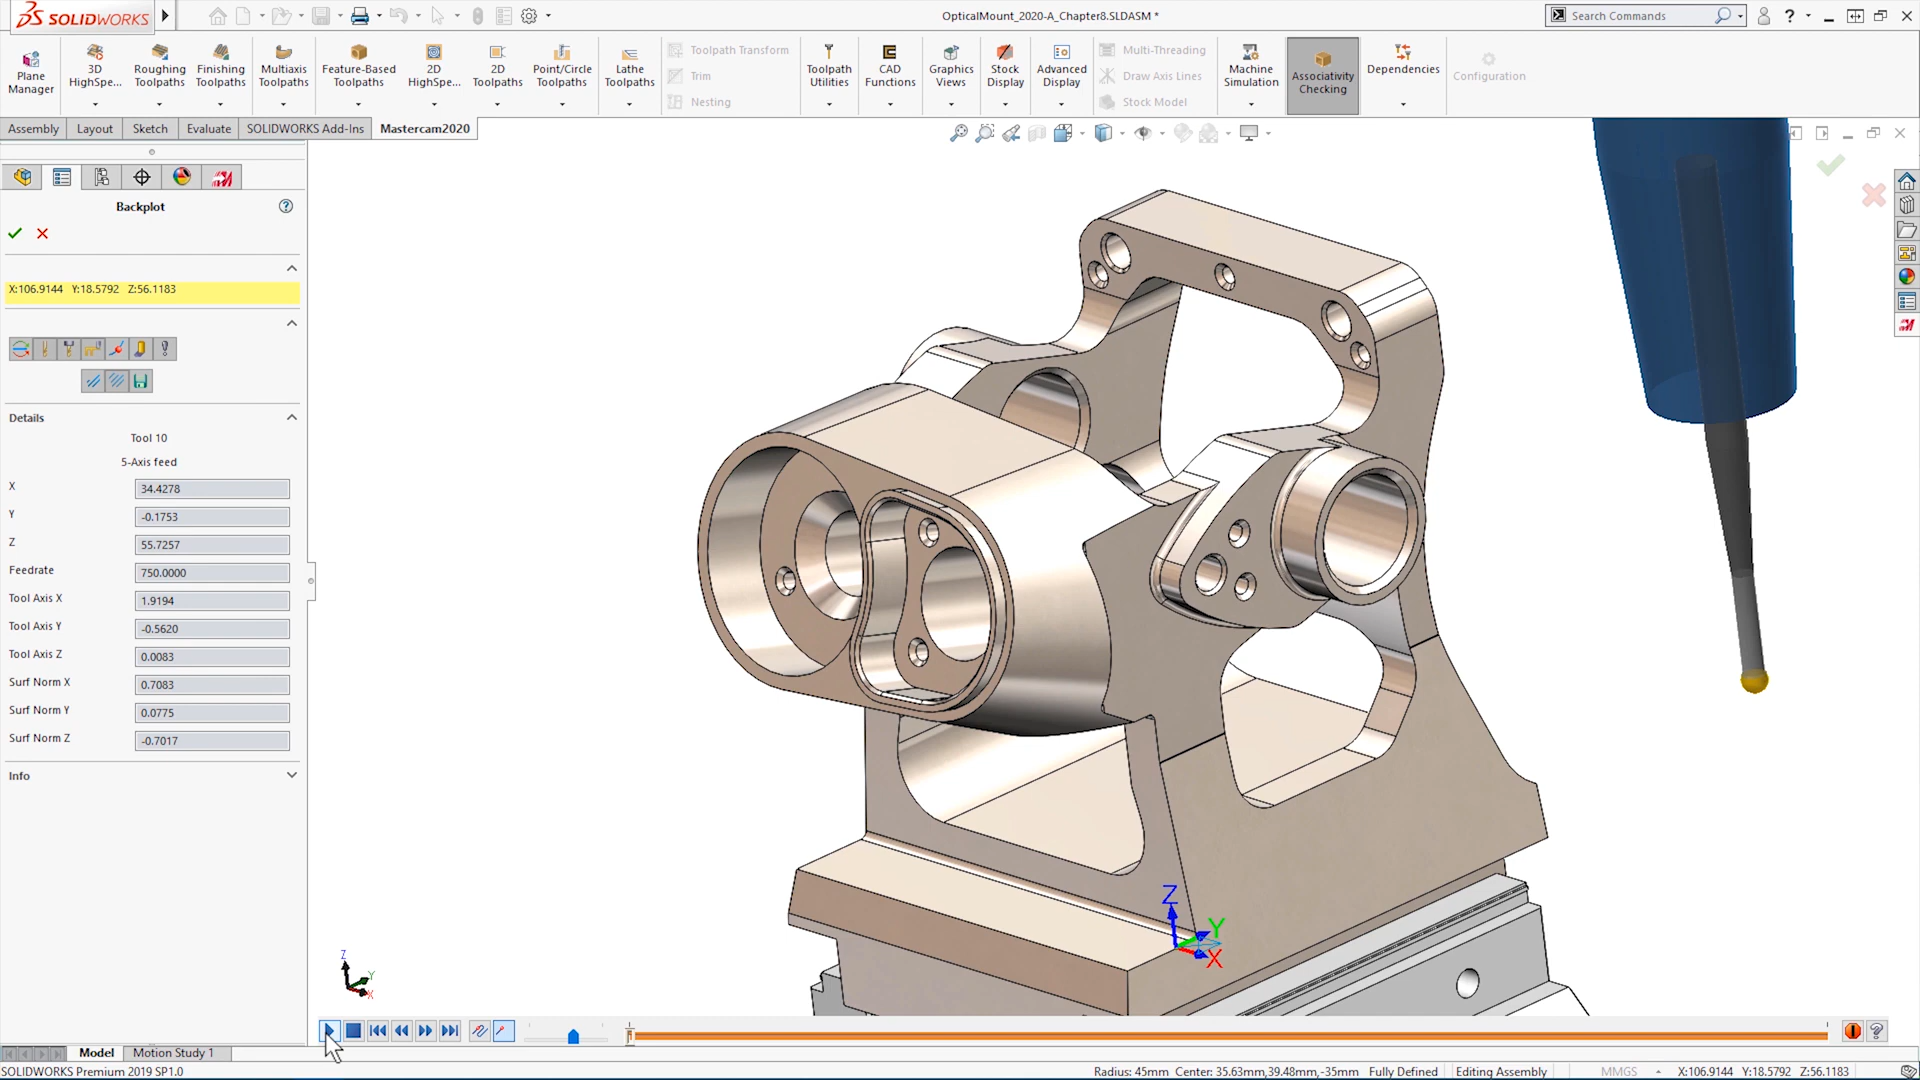 SOLIDWORKS
OpticalMount_2020-A_Chapter8.SLDASM *
Search Commands
?
Plane Manager
3D HighSpe...
Roughing Toolpaths
Finishing Toolpaths
Multiaxis Toolpaths
Feature-Based Toolpaths
2D HighSpe...
2D Toolpaths
Point/Circle Toolpaths
Lathe Toolpaths
Toolpath Transform
Trim
Nesting
Toolpath Utilities
CAD Functions
Graphics Views
Stock Display
Advanced Display
Multi-Threading
Draw Axis Lines
Stock Model
Machine Simulation
Associativity Checking
Dependencies
Configuration
Assembly
Layout
Sketch
Evaluate
SOLIDWORKS Add-Ins
Mastercam2020
Backplot
?
X:106.9144 Y:18.5792 Z:56.1183
Details
Tool 10
5-Axis feed
X 34.4278
Y -0.1753
Z 55.7257
Feedrate 750.0000
Tool Axis X 1.9194
Tool Axis Y -0.5620
Tool Axis Z 0.0083
Surf Norm X 0.7083
Surf Norm Y 0.0775
Surf Norm Z -0.7017
Info
Z
Y
X
Z
Y
X
?
Model
Motion Study 1
SOLIDWORKS Premium 2019 SP1.0
Radius: 45mm Center: 35.63mm,39.48mm,-35mm Fully Defined Editing Assembly MMGS X:106.9144 Y:18.5792 Z:56.1183